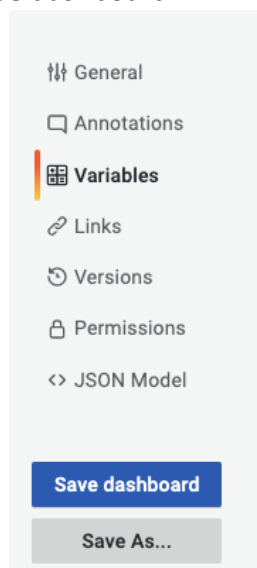 General
Annotations
Variables
Links
Versions
Permissions
JSON Model
Save dashboard
Save As...